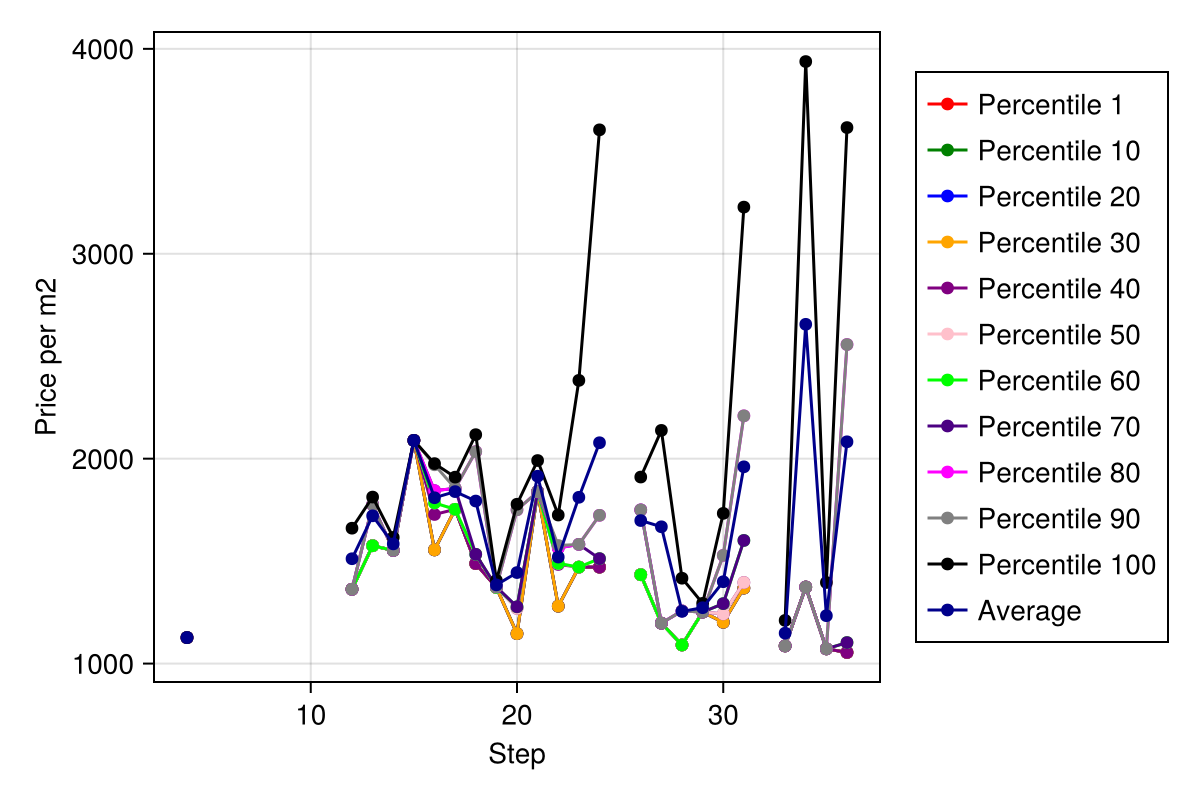 4000
3000
2000
1000
Price per m2
10
20
30
Step
Percentile 1
Percentile 10
Percentile 20
Percentile 30
Percentile 40
Percentile 50
Percentile 60
Percentile 70
Percentile 80
Percentile 90
Percentile 100
Average